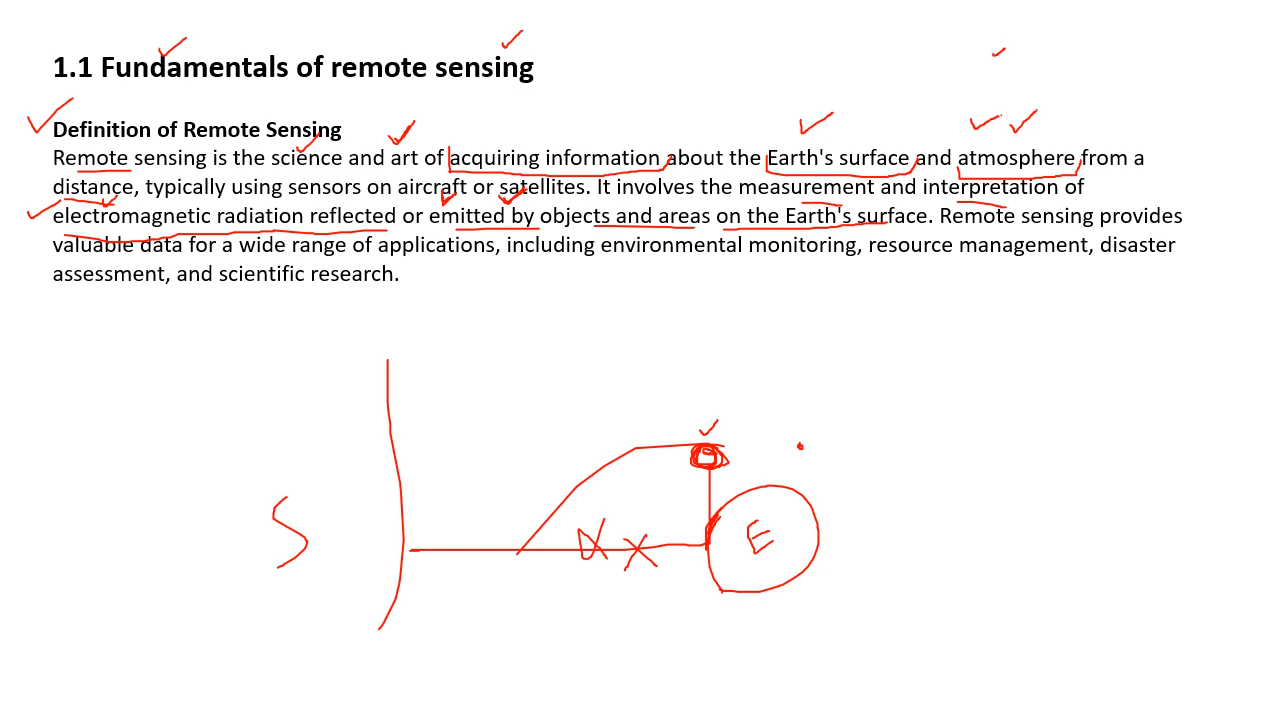 1.1 Fundamentals of remote sensing
Definition of Remote Sensing
Remote sensing is the science and art of acquiring information about the Earth's surface and atmosphere from a
distance, typically using sensors on aircraft or satellites. It involves the measurement and interpretation of
electromagnetic radiation reflected or emitted by objects and areas on the Earth's surface. Remote sensing provides
valuable data for a wide range of applications, including environmental monitoring, resource management, disaster
assessment, and scientific research.
S
E